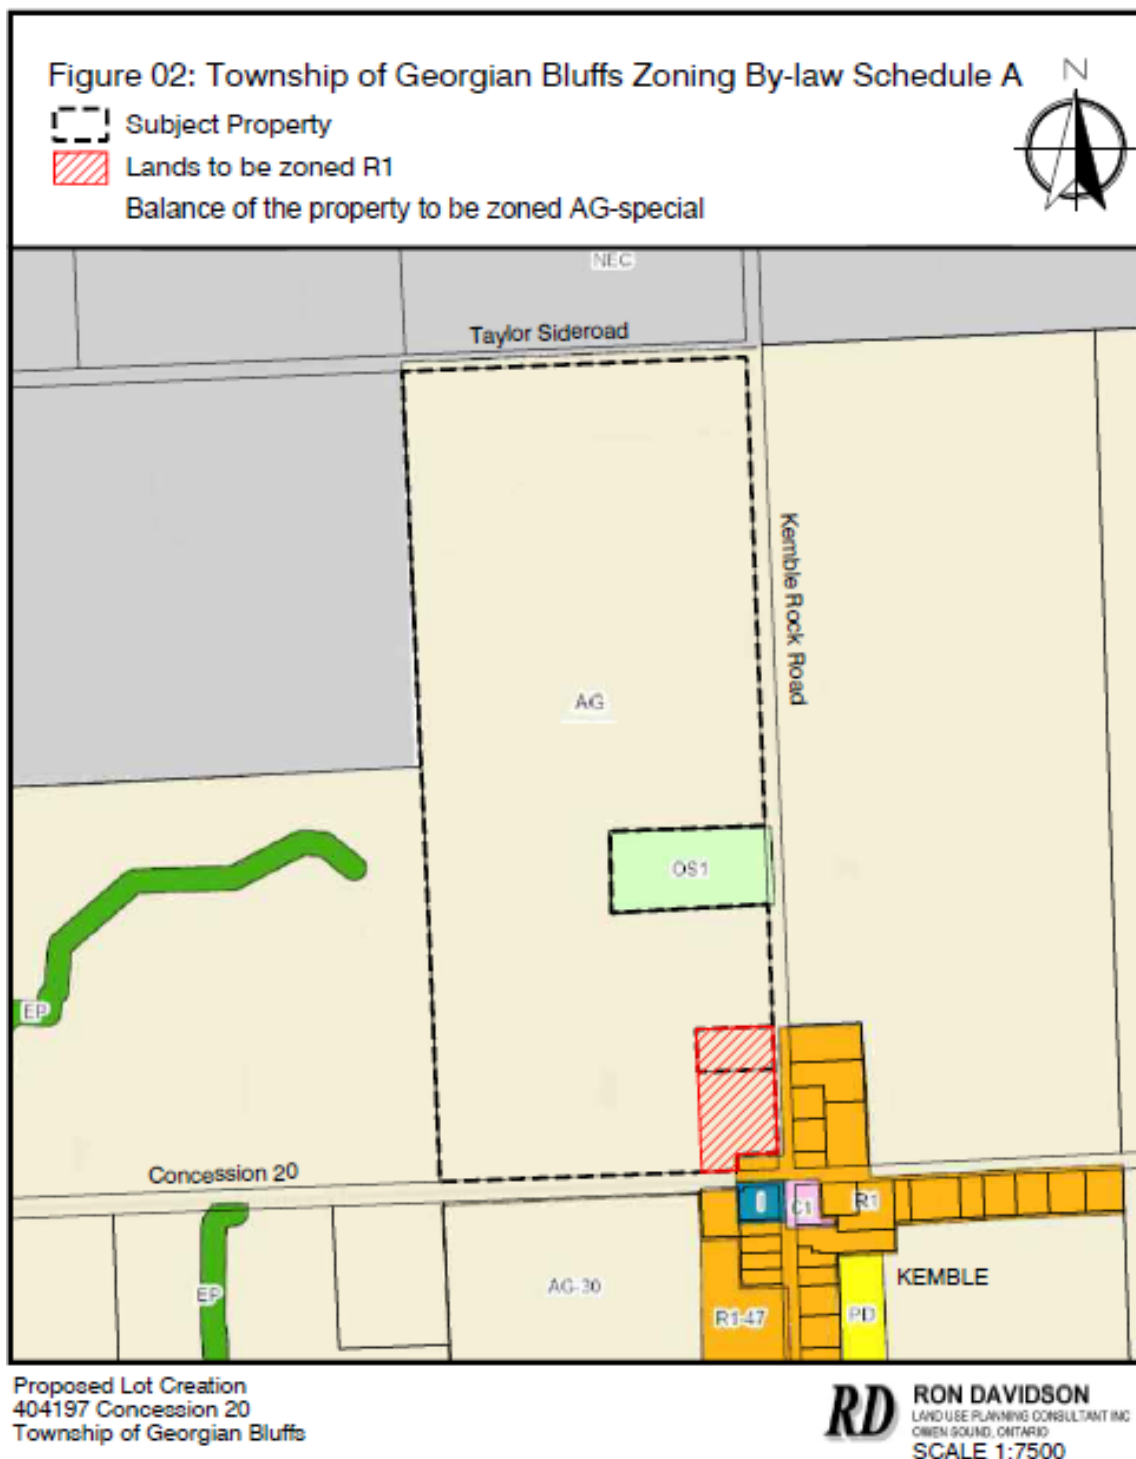 Figure 02: Township of Georgian Bluffs Zoning By-law Schedule A
N
Subject Property
Lands to be zoned R1
Balance of the property to be zoned AG-special
NEC
Taylor Sideroad
Kemble Rock Road
AG
OS1
EP
Concession 20
I
C1
R1
EP
AG-30
KEMBLE
R1-47
PD
Proposed Lot Creation
404197 Concession 20
Township of Georgian Bluffs
RD
RON DAVIDSON
LAND USE PLANNING CONSULTANT INC
OWEN SOUND, ONTARIO
SCALE 1:7500